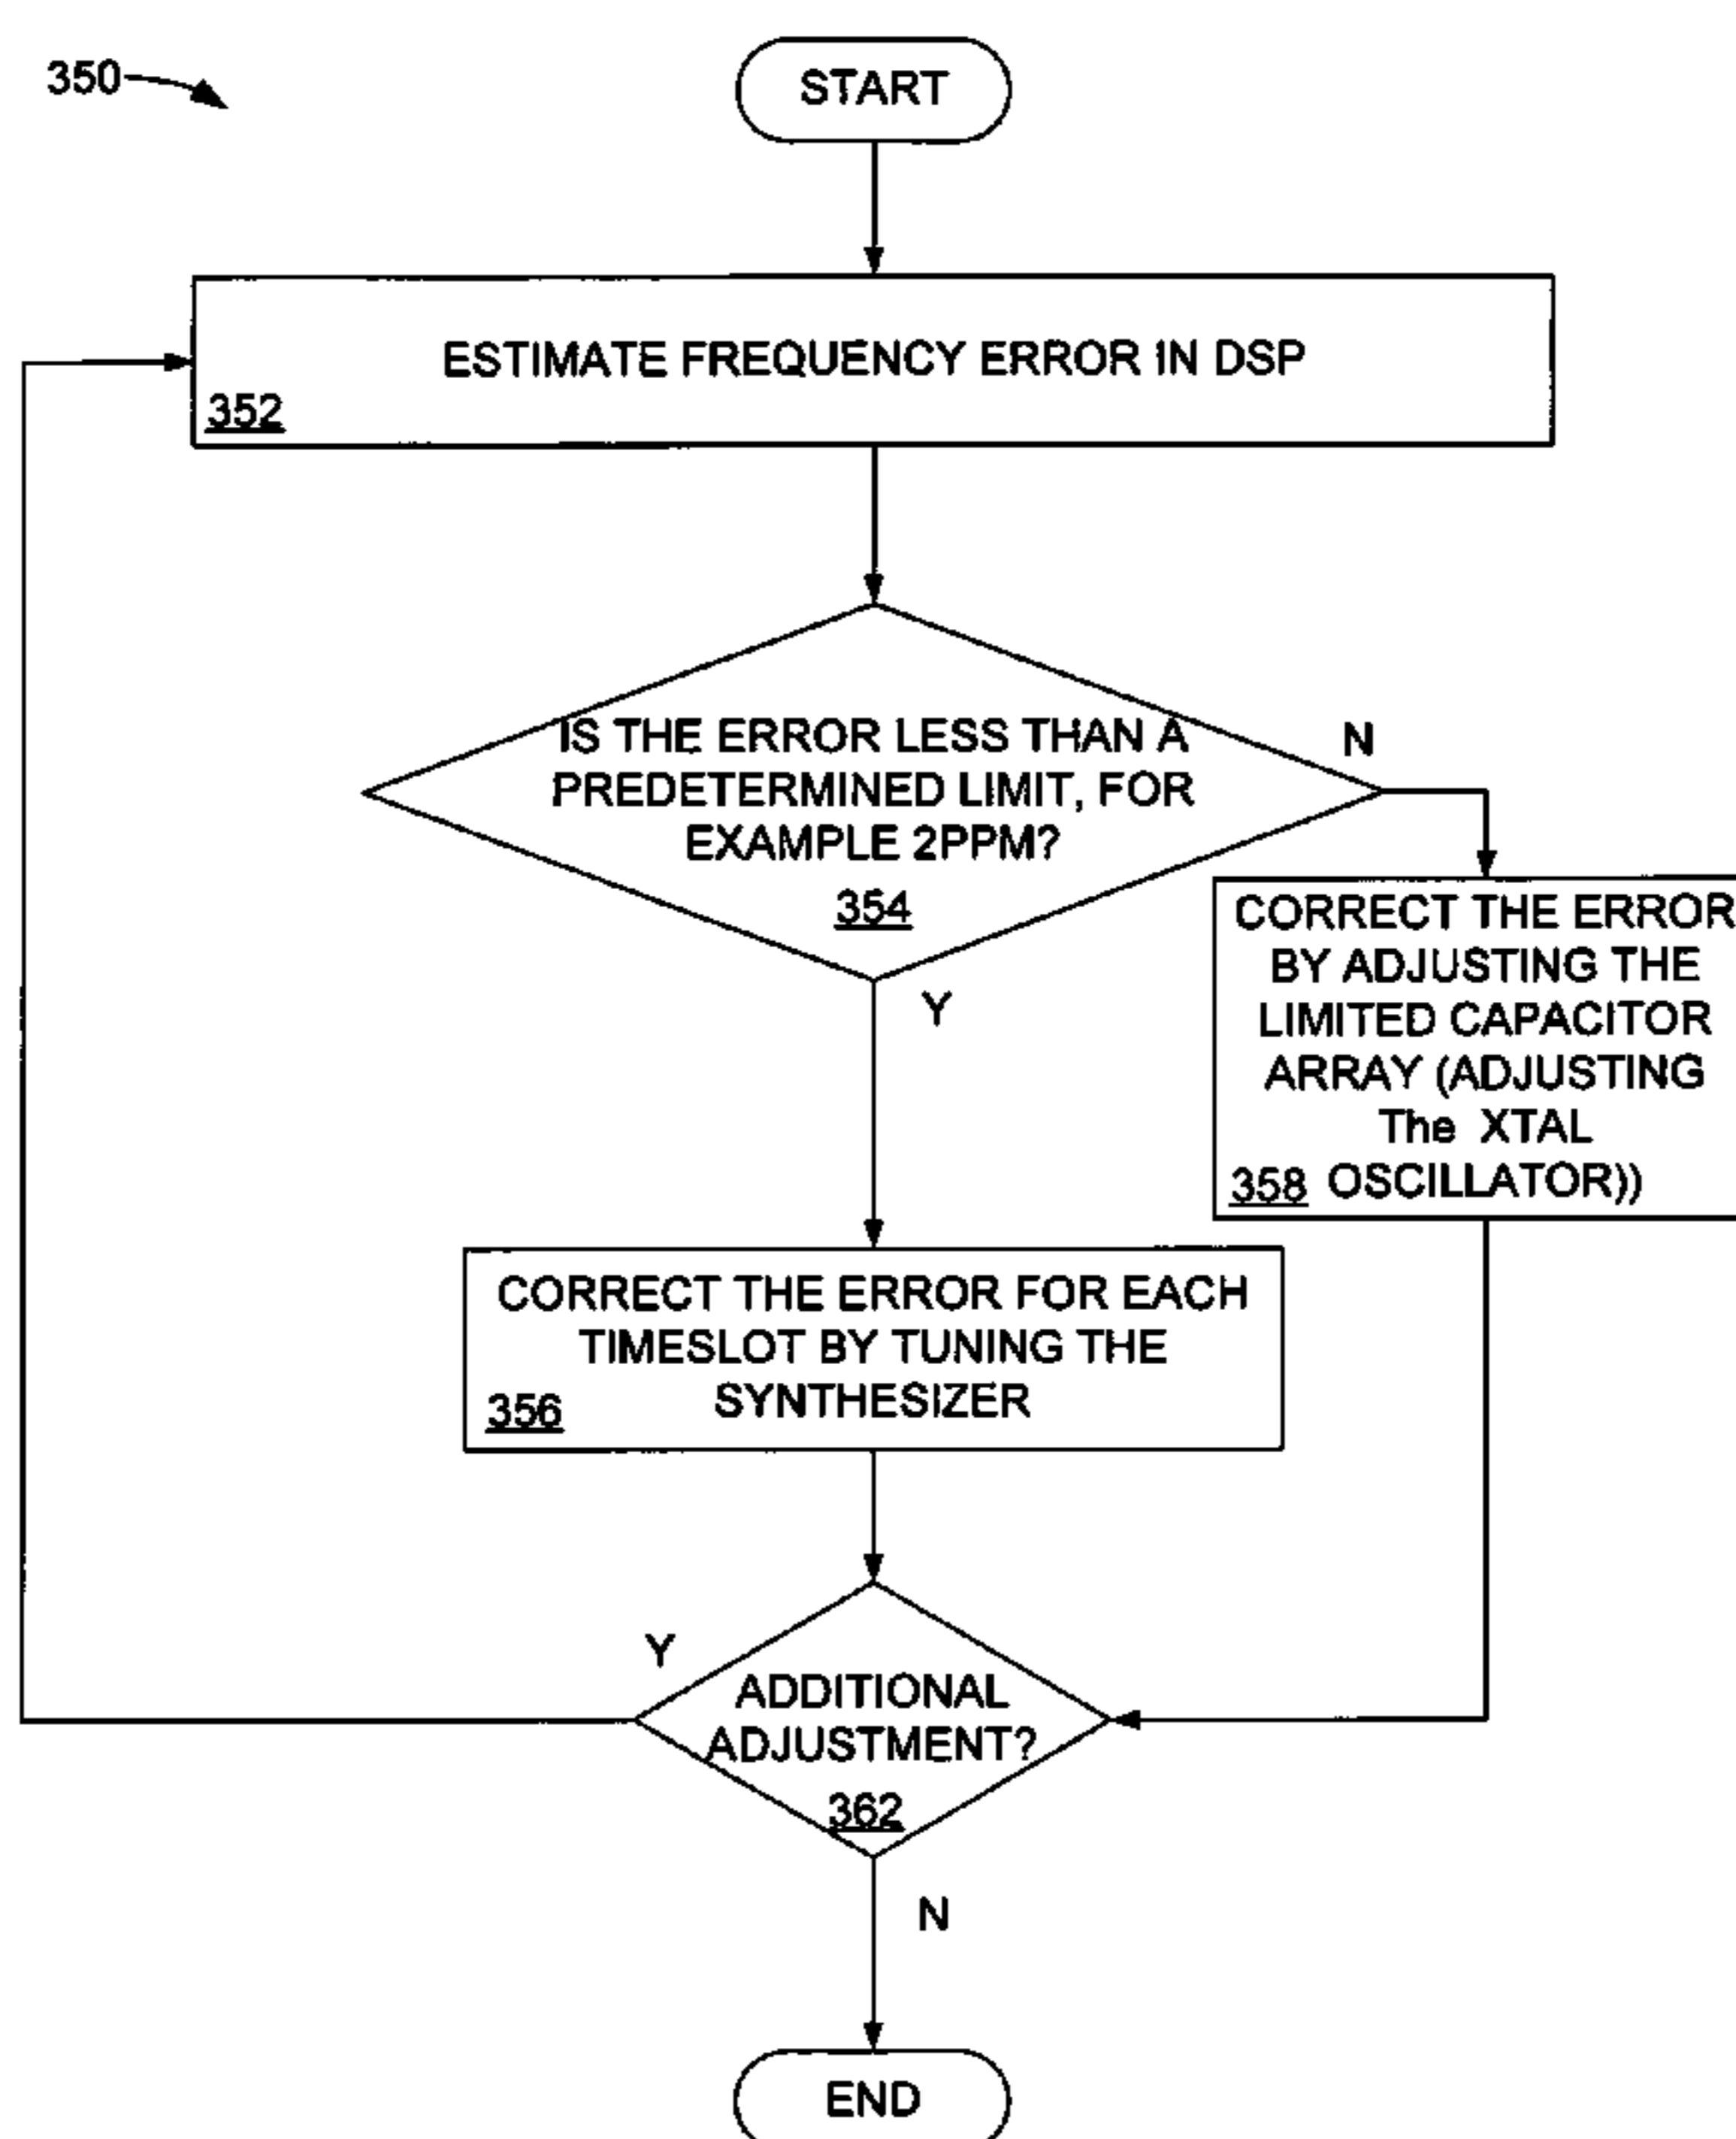 350
START
ESTIMATE FREQUENCY ERROR IN DSP
352
IS THE ERROR LESS THAN A
PREDETERMINED LIMIT, FOR
EXAMPLE 2PPM?
354
N
Y
CORRECT THE ERROR
BY ADJUSTING THE
LIMITED CAPACITOR
ARRAY (ADJUSTING
The XTAL
358 OSCILLATOR))
CORRECT THE ERROR FOR EACH
TIMESLOT BY TUNING THE
SYNTHESIZER
356
Y
ADDITIONAL
ADJUSTMENT?
362
N
END